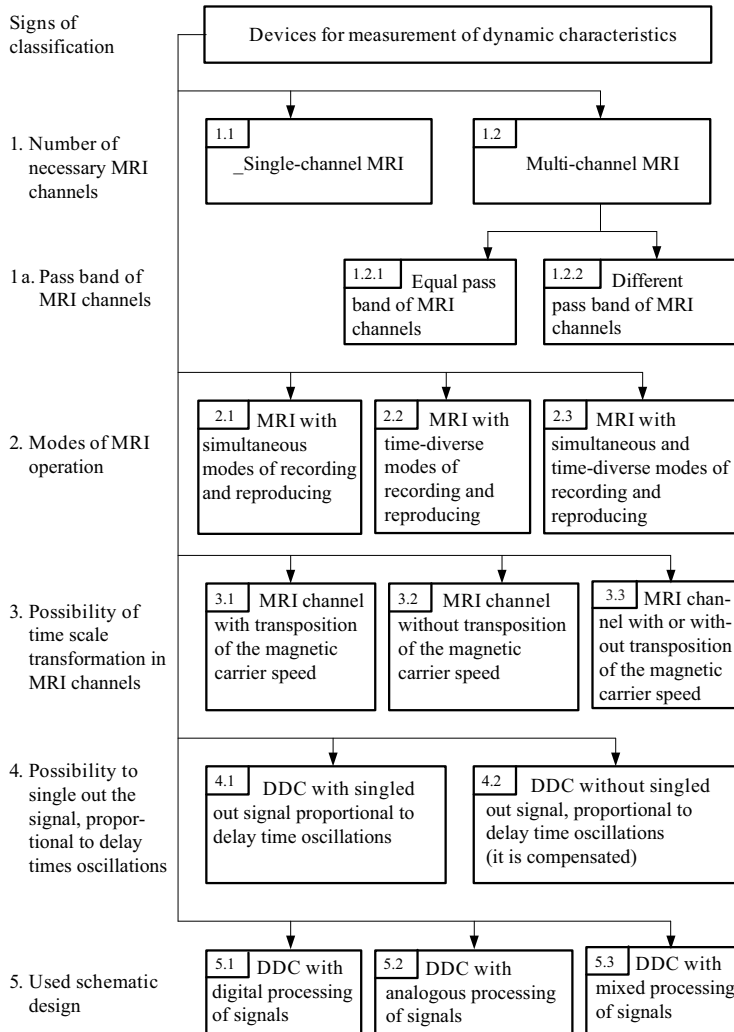 Signs of
classification
Devices for measurement of dynamic characteristics
1. Number of
necessary MRI
channels
1.1
_Single-channel MRI
1.2
Multi-channel MRI
1a. Pass band of
MRI channels
1.2.1 Equal pass
band of MRI
channels
1.2.2 Different
pass band of MRI
channels
2. Modes of MRI
operation
2.1 MRI with
simultaneous
modes of recording
and reproducing
2.2 MRI with
time-diverse
modes of
recording and
reproducing
2.3 MRI with
simultaneous and
time-diverse modes of
recording and
reproducing
3. Possibility of
time scale
transformation in
MRI channels
3.1 MRI channel
with transposition
of the magnetic
carrier speed
3.2 MRI channel
without transposition
of the magnetic
carrier speed
3.3 MRI chan-
nel with or with-
out transposition
of the magnetic
carrier speed
4. Possibility to
single out the
signal, propor-
tional to delay
times oscillations
4.1 DDC with singled
out signal proportional to
delay time oscillations
4.2 DDC without singled
out signal, proportional to
delay time oscillations
(it is compensated)
5. Used schematic
design
5.1 DDC with
digital processing
of signals
5.2 DDC with
analogous processing
of signals
5.3 DDC with
mixed processing
of signals